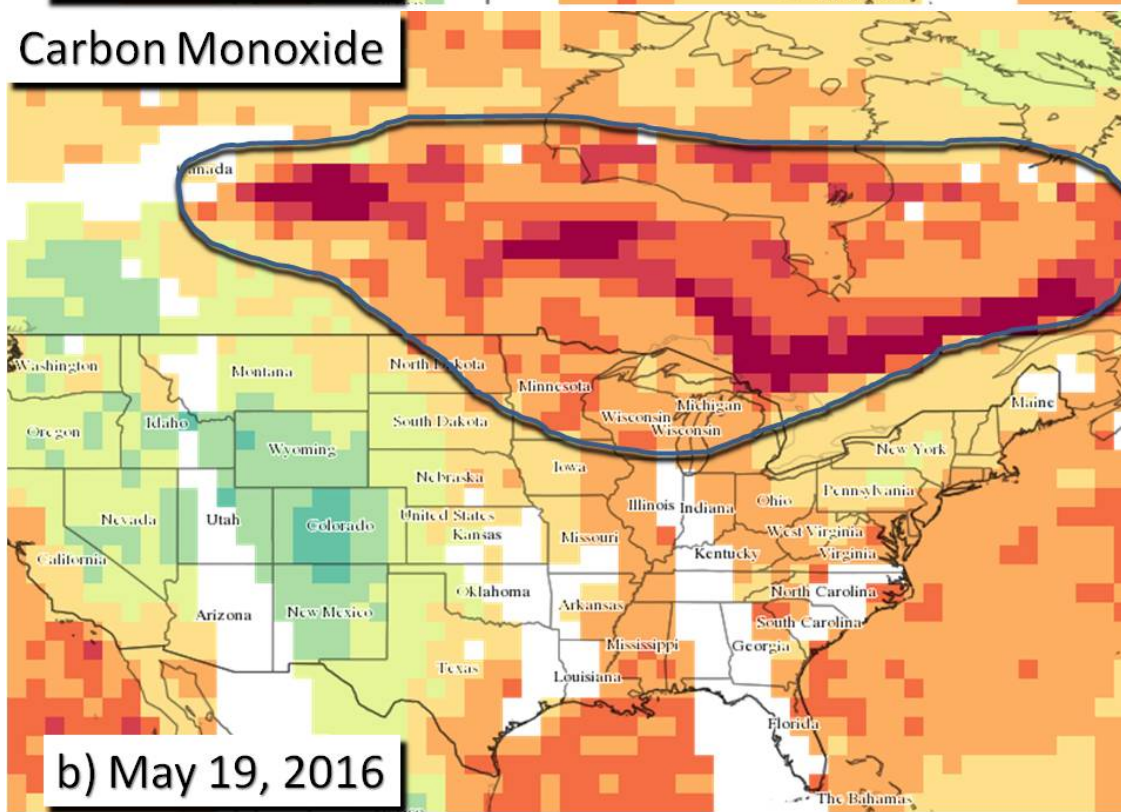 Carbon Monoxide
Canada
Washington
Montana
North Dakota
Minnesota
Michigan
Maine
Oregon
Idaho
South Dakota
Wisconsin
Wisconsin
Wyoming
New York
Iowa
Nebraska
Nevada
Utah
Colorado
United States
Kansas
Illinois
Indiana
Ohio
Pennsylvania
Missouri
West Virginia
Virginia
California
Kentucky
Arizona
New Mexico
Oklahoma
Arkansas
North Carolina
South Carolina
Mississippi
Georgia
Texas
Louisiana
Florida
b) May 19, 2016
The Bahamas